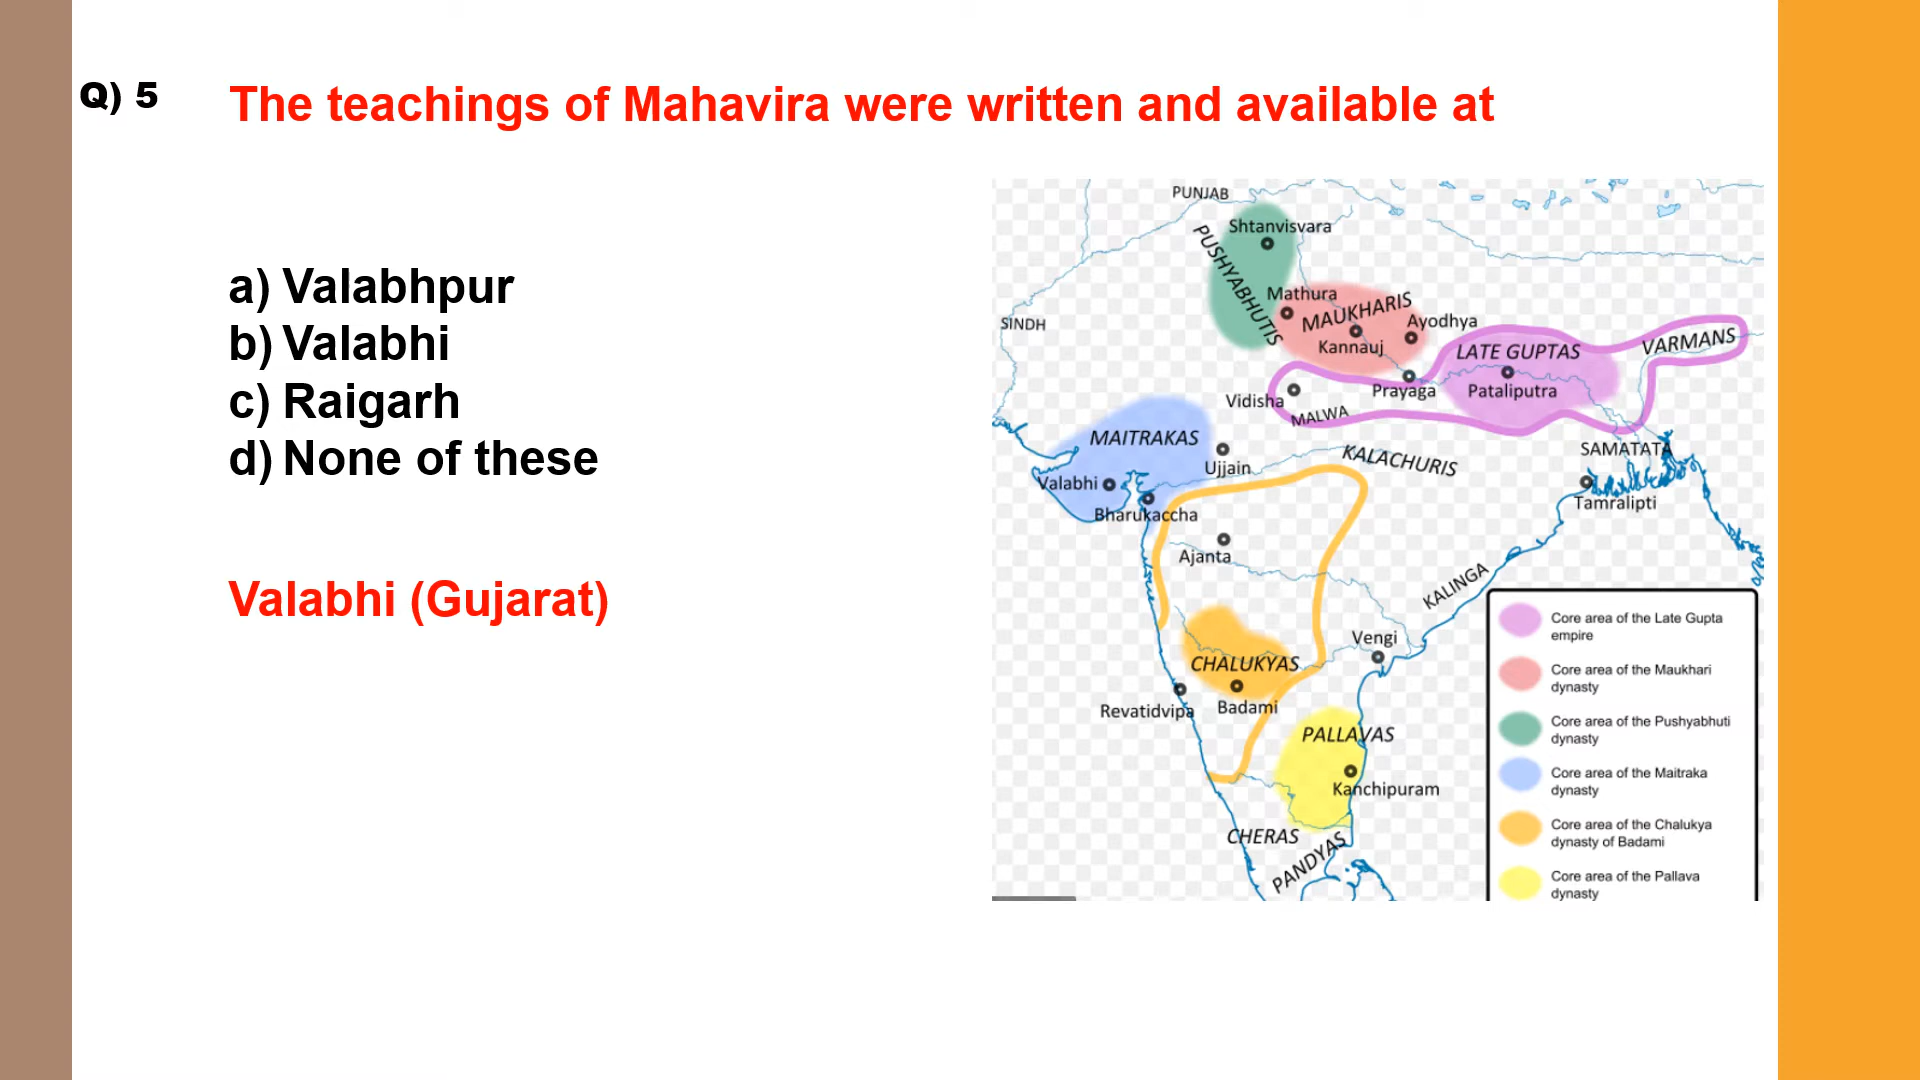 Q) 5
The teachings of Mahavira were written and available at
a) Valabhpur
b) Valabhi
c) Raigarh
d) None of these
Valabhi (Gujarat)
PUNJAB
Shtanvisvara
PUSHYABHUTIS
Mathura
MAUKHARIS
Ayodhya
SINDH
Kannauj
LATE GUPTAS
VARMANS
Prayaga
Pataliputra
Vidisha
MALWA
MAITRAKAS
Ujjain
KALACHURIS
SAMATATA
Valabhi
Bharukaccha
Tamralipti
Ajanta
KALINGA
Vengi
CHALUKYAS
Revatidvipa
Badami
PALLAVAS
Kanchipuram
CHERAS
PANDYAS
Core area of the Late Gupta
empire
Core area of the Maukhari
dynasty
Core area of the Pushyabhuti
dynasty
Core area of the Maitraka
dynasty
Core area of the Chalukya
dynasty of Badami
Core area of the Pallava
dynasty